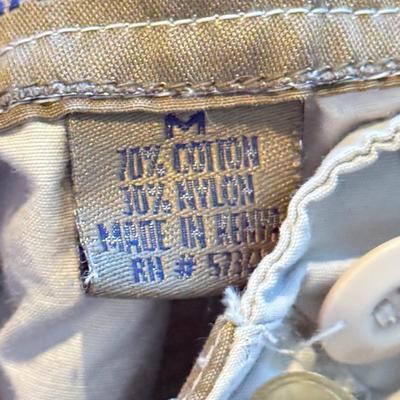 M
70% COTTON
30% NYLON
MADE IN KENYA
RN #